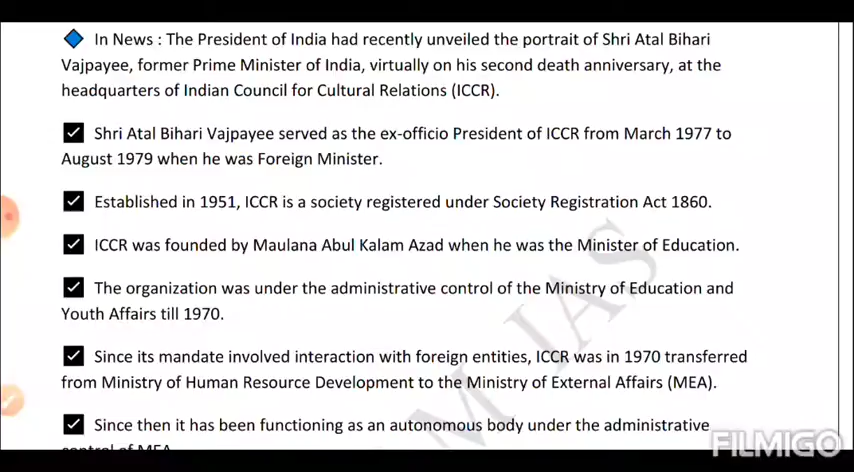 In News : The President of India had recently unveiled the portrait of Shri Atal Bihari
Vajpayee, former Prime Minister of India, virtually on his second death anniversary, at the
headquarters of Indian Council for Cultural Relations (ICCR).
Shri Atal Bihari Vajpayee served as the ex-officio President of ICCR from March 1977 to
August 1979 when he was Foreign Minister.
Established in 1951, ICCR is a society registered under Society Registration Act 1860.
ICCR was founded by Maulana Abul Kalam Azad when he was the Minister of Education.
The organization was under the administrative control of the Ministry of Education and
Youth Affairs till 1970.
Since its mandate involved interaction with foreign entities, ICCR was in 1970 transferred
from Ministry of Human Resource Development to the Ministry of External Affairs (MEA).
Since then it has been functioning as an autonomous body under the administrative
control of MEA
M IAS
FILMIGO